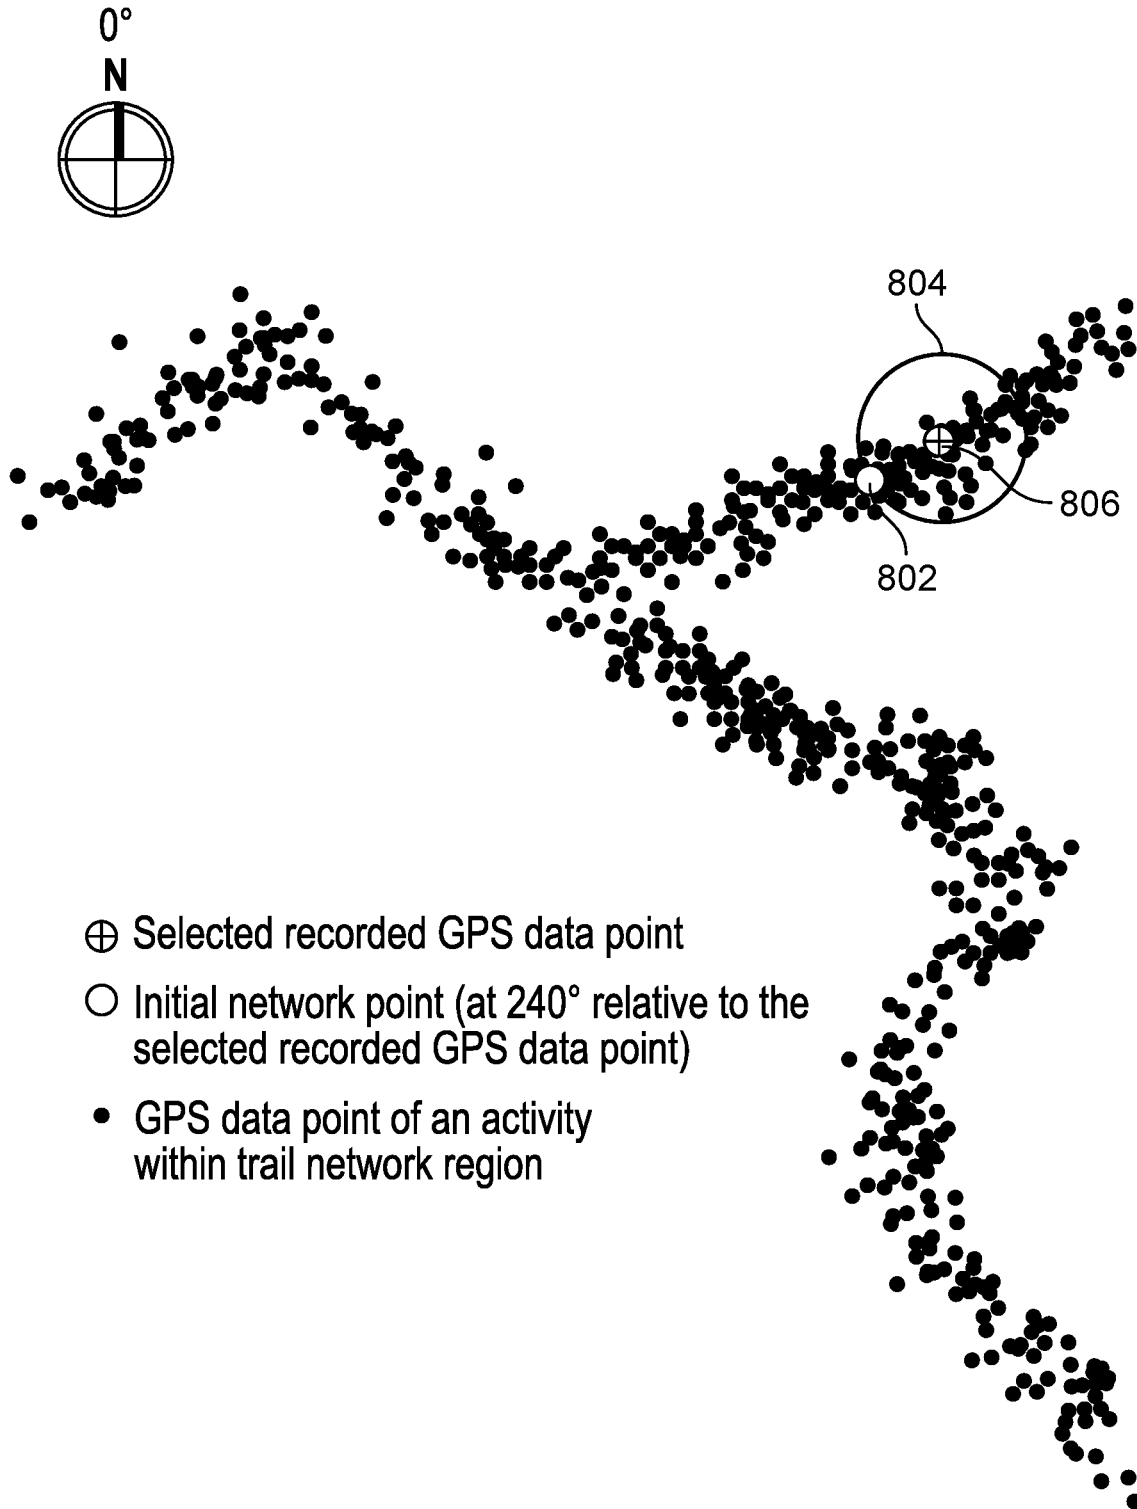 0°
N
804
806
802
Selected recorded GPS data point
Initial network point (at 240° relative to the
selected recorded GPS data point)
GPS data point of an activity
within trail network region